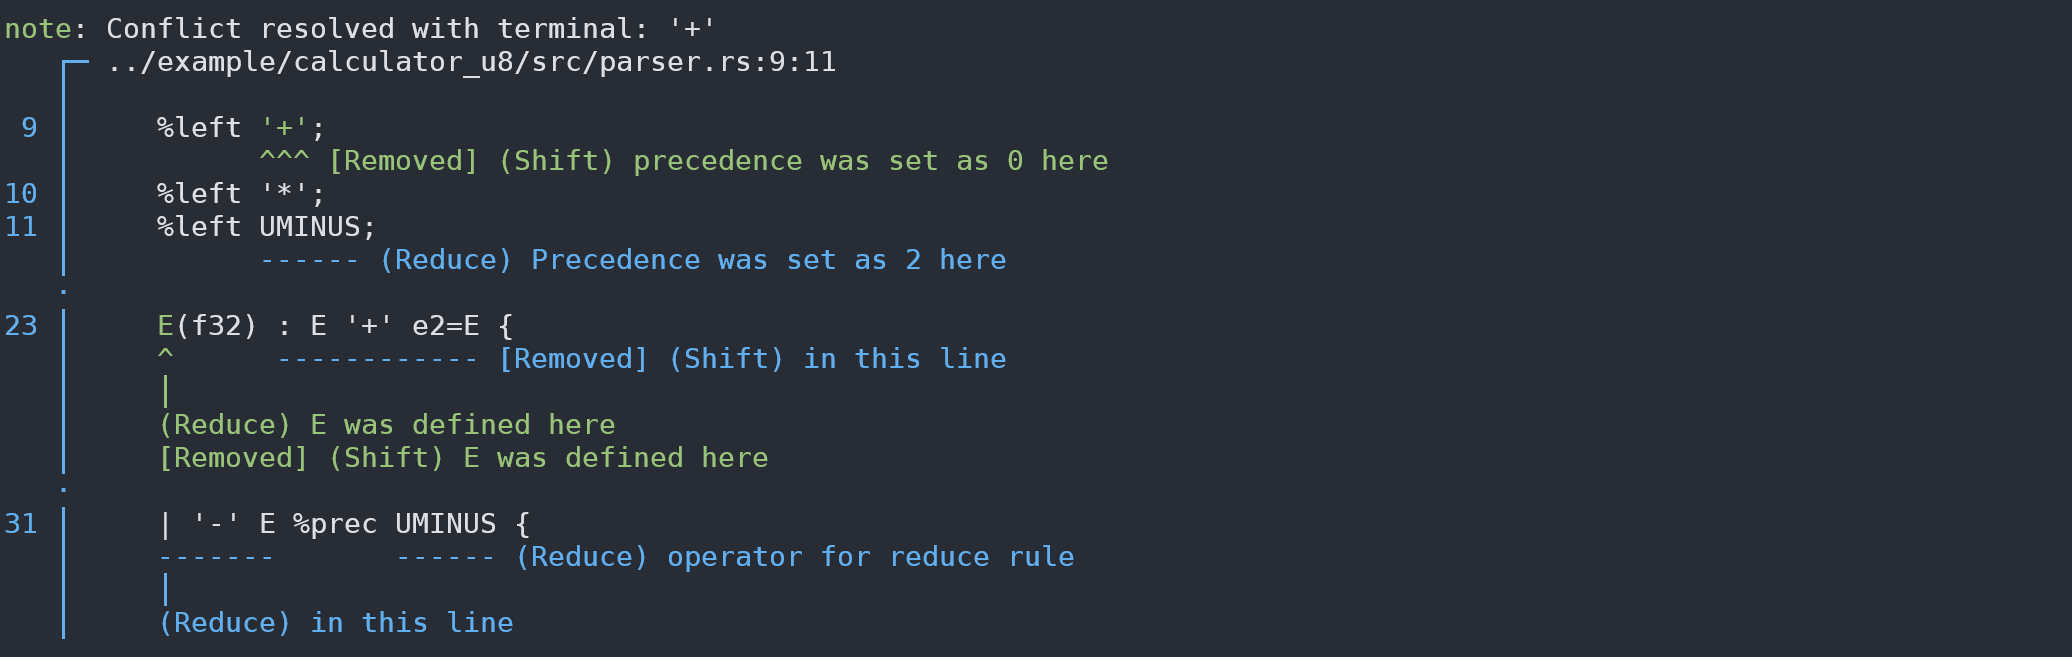 note: Conflict resolved with terminal: '+'
../example/calculator_u8/src/parser.rs:9:11
9 %left '+';
^^^ [Removed] (Shift) precedence was set as 0 here
10 %left '*';
11 %left UMINUS;
------ (Reduce) Precedence was set as 2 here
·
23 E(f32) : E '+' e2=E {
^ ------------ [Removed] (Shift) in this line
|
(Reduce) E was defined here
[Removed] (Shift) E was defined here
·
31 | '-' E %prec UMINUS {
------- ------ (Reduce) operator for reduce rule
|
(Reduce) in this line